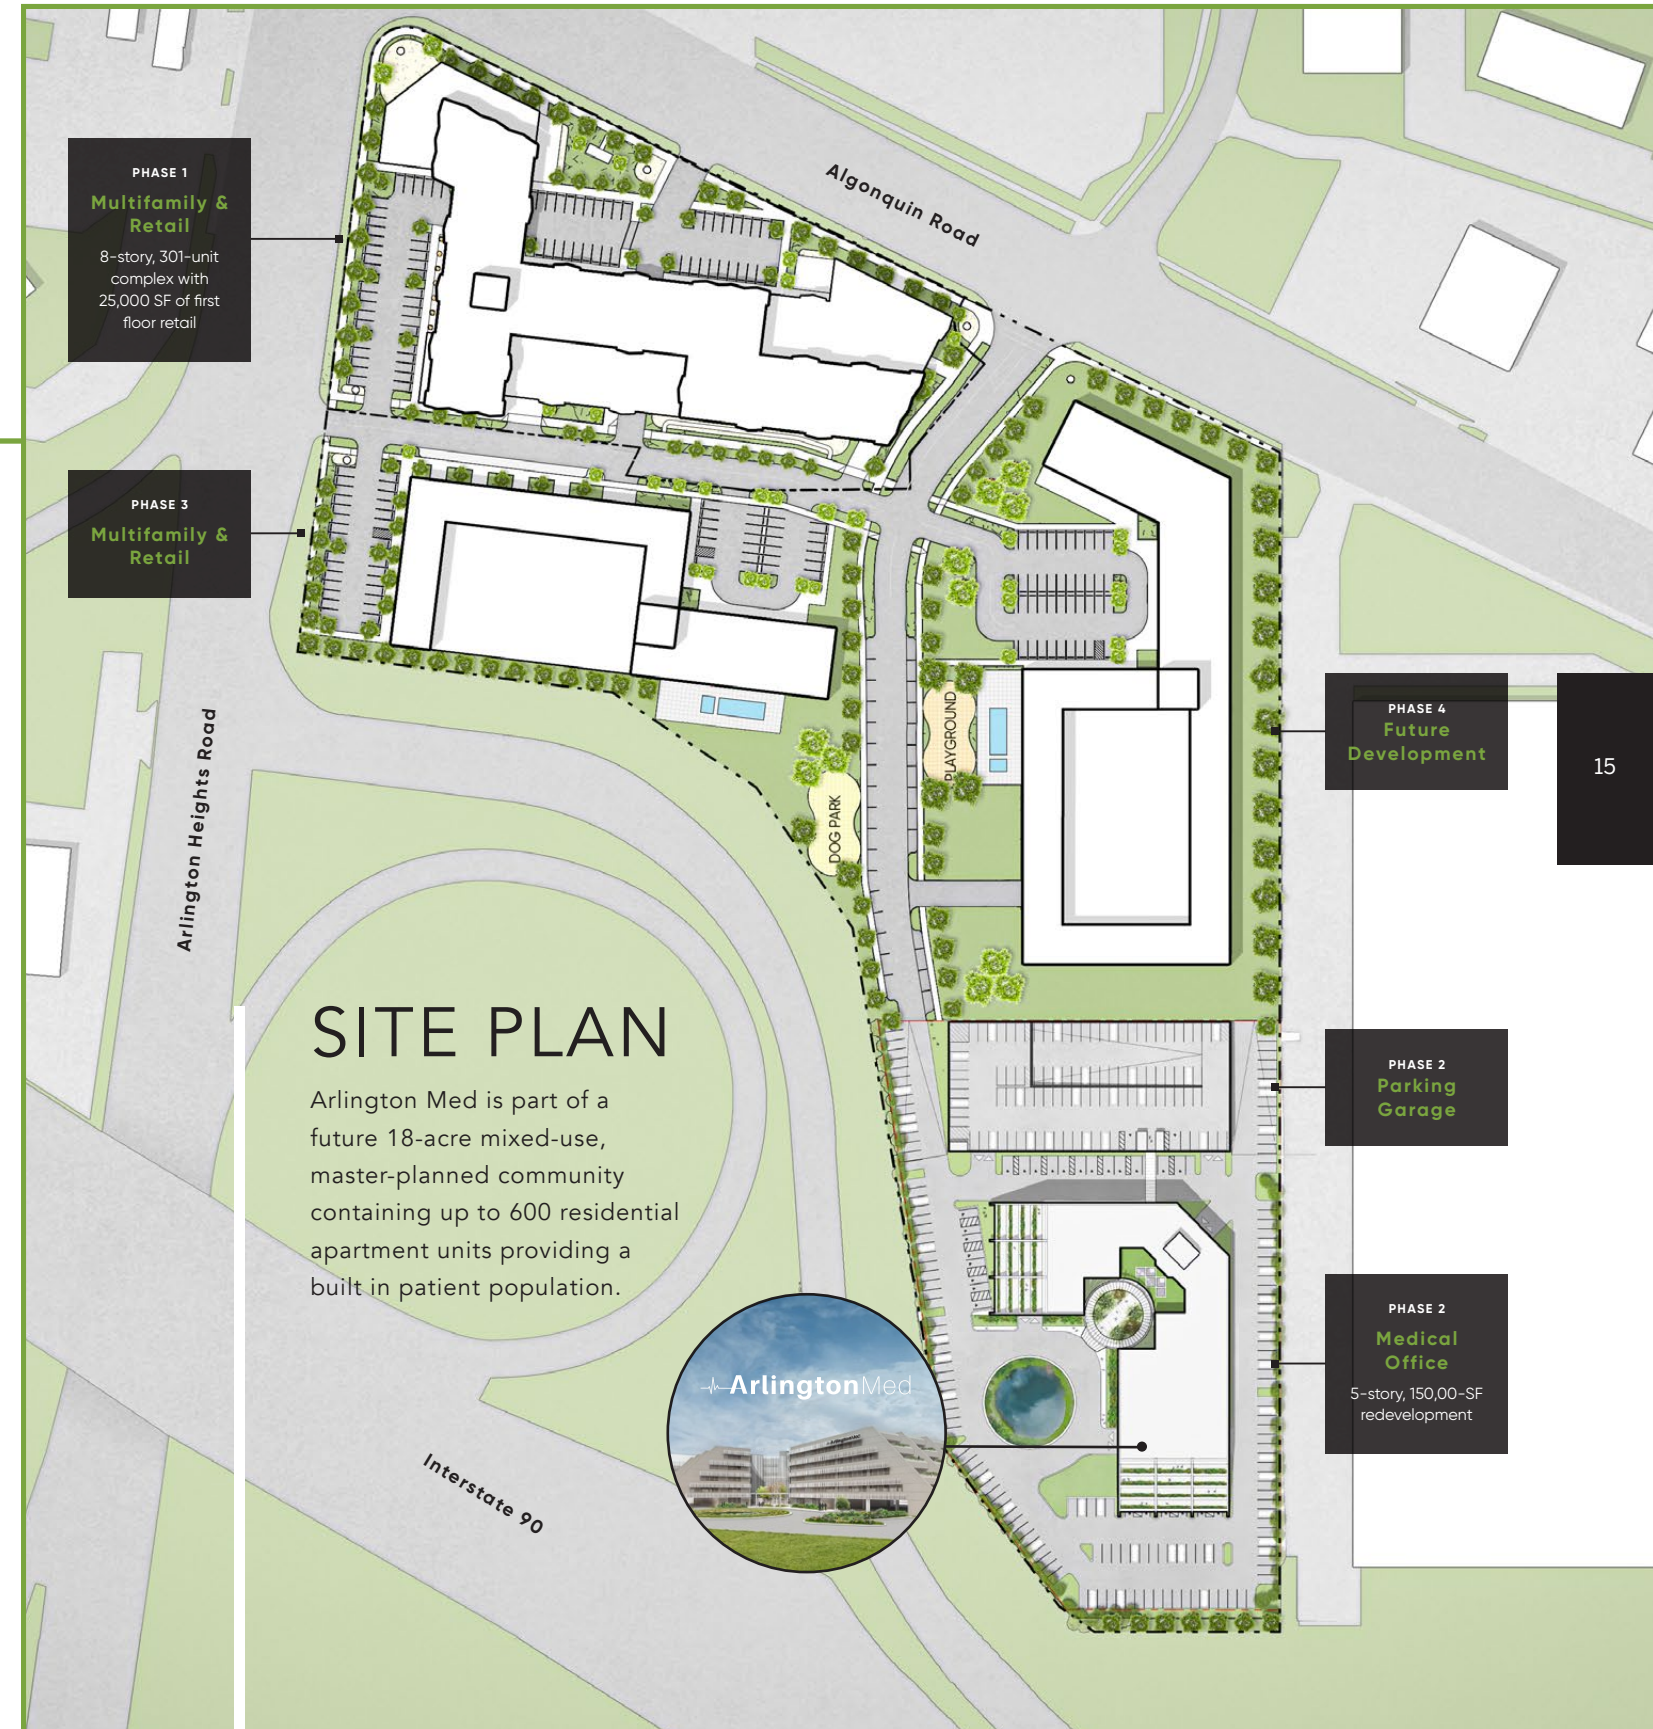 Algonquin Road
PHASE 1
Multifamily &
Retail
8-story, 301-unit
complex with
25,000 SF of first
floor retail
PHASE 3
Multifamily &
Retail
PHASE 4
Future
Development
15
PLAYGROUND
DOG PARK
Arlington Heights Road
SITE PLAN
Arlington Med is part of a
future 18-acre mixed-use,
master-planned community
containing up to 600 residential
apartment units providing a
built in patient population.
PHASE 2
Parking
Garage
PHASE 2
Medical
Office
5-story, 150,00-SF
redevelopment
ArlingtonMed
Interstate 90